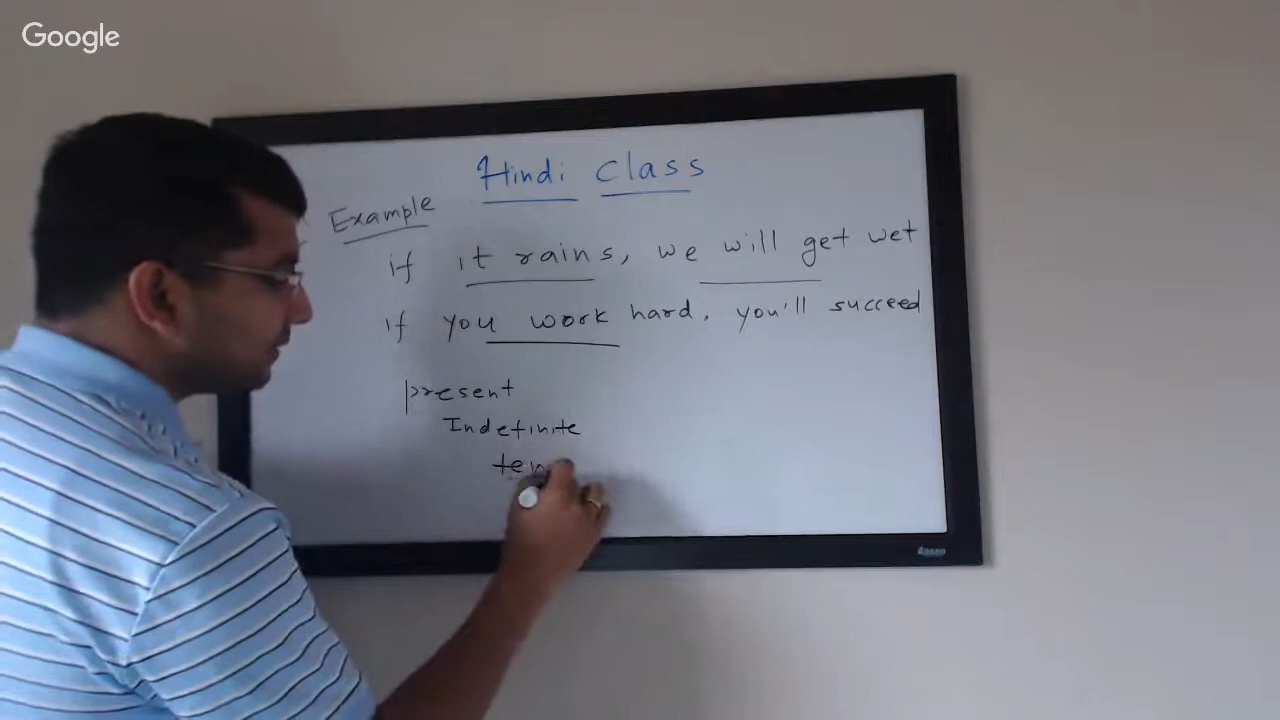 Google
Hindi Class
Example
if it rains, we will get wet
if you work hard, you'll succeed
present
Indefinite
ten